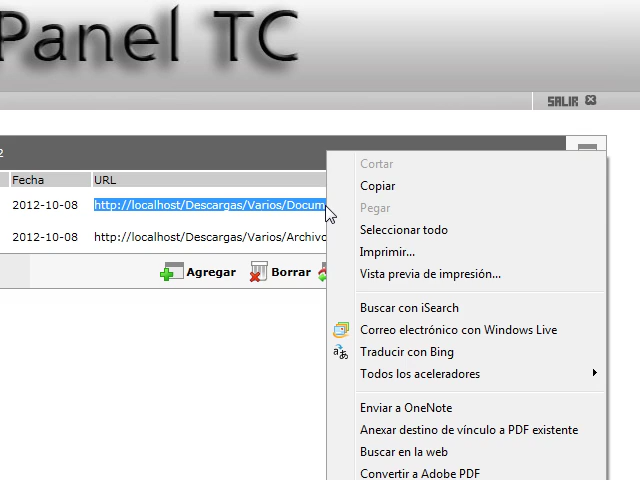 Panel TC
SALIR
2
Fecha URL
2012-10-08 http://localhost/Descargas/Varios/Docum
2012-10-08 http://localhost/Descargas/Varios/Archivo
Agregar Borrar
Cortar
Copiar
Pegar
Seleccionar todo
Imprimir...
Vista previa de impresión...
Buscar con iSearch
Correo electrónico con Windows Live
Traducir con Bing
Todos los aceleradores
Enviar a OneNote
Anexar destino de vínculo a PDF existente
Buscar en la web
Convertir a Adobe PDF